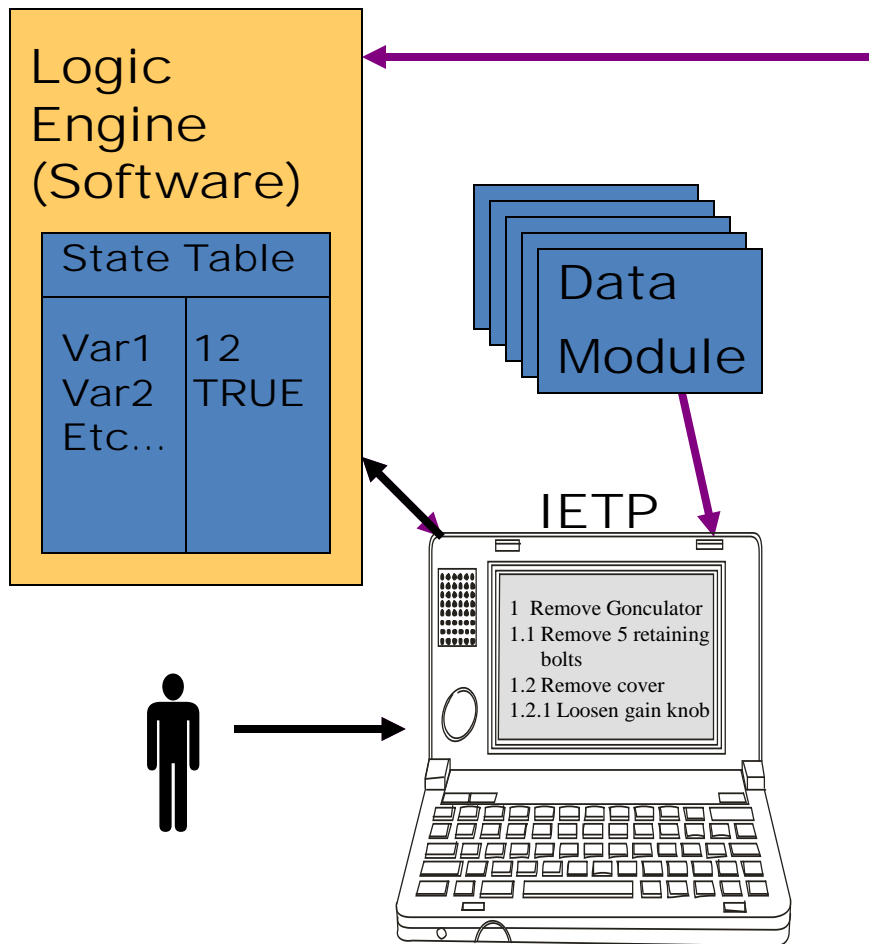 Logic
Engine
(Software)
State Table
Var1 12
Var2 TRUE
Etc...
Data
Module
IETP
1 Remove Gonculator
1.1 Remove 5 retaining
bolts
1.2 Remove cover
1.2.1 Loosen gain knob